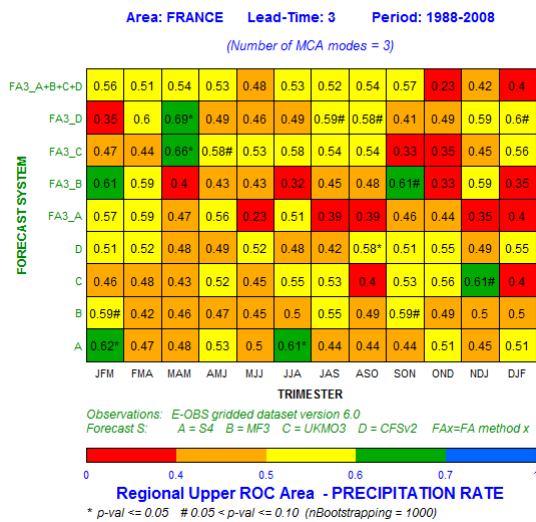 Area: FRANCE Lead-Time: 3 Period: 1988-2008
(Number of MCA modes = 3)
FORECAST SYSTEM
FA3_A+B+C+D 0.56 0.51 0.54 0.53 0.48 0.53 0.52 0.54 0.57 0.23 0.42 0.4
FA3_D 0.35 0.6 0.69* 0.49 0.46 0.49 0.59# 0.58# 0.41 0.49 0.59 0.6#
FA3_C 0.47 0.44 0.66* 0.58# 0.53 0.58 0.54 0.54 0.33 0.35 0.45 0.56
FA3_B 0.61 0.59 0.4 0.43 0.43 0.32 0.45 0.48 0.61# 0.33 0.59 0.35
FA3_A 0.57 0.59 0.47 0.56 0.23 0.51 0.39 0.39 0.46 0.44 0.35 0.4
D 0.51 0.52 0.48 0.49 0.52 0.48 0.42 0.58* 0.51 0.55 0.49 0.55
C 0.46 0.48 0.43 0.52 0.45 0.55 0.53 0.4 0.53 0.56 0.61# 0.4
B 0.59# 0.42 0.46 0.47 0.45 0.5 0.55 0.49 0.59# 0.49 0.5 0.5
A 0.62* 0.47 0.48 0.53 0.5 0.61* 0.44 0.44 0.44 0.51 0.45 0.51
JFM FMA MAM AMJ MJJ JJA JAS ASO SON OND NDJ DJF
TRIMESTER
Observations: E-OBS gridded dataset version 6.0
Forecast S: A = S4 B = MF3 C = UKMO3 D = CFSv2 FAx=FA method x
0 0.4 0.5 0.6 0.7 1
Regional Upper ROC Area - PRECIPITATION RATE
* p-val <= 0.05 # 0.05 < p-val <= 0.10 (nBootstrapping = 1000)